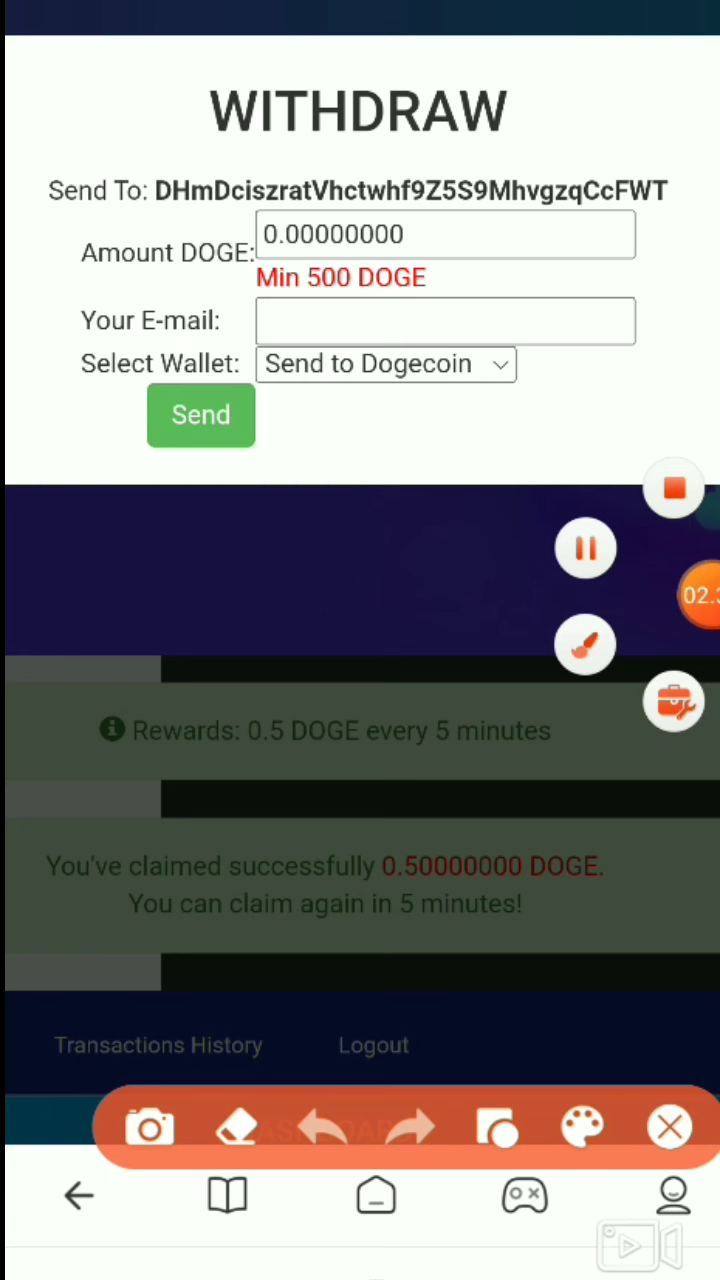 WITHDRAW
Send To: DHmDciszratVhctwhf9Z5S9MhvgzqCcFWT
Amount DOGE: 0.00000000
Min 500 DOGE
Your E-mail:
Select Wallet: Send to Dogecoin
Send
Rewards: 0.5 DOGE every 5 minutes
You've claimed successfully 0.50000000 DOGE.
You can claim again in 5 minutes!
Transactions History Logout